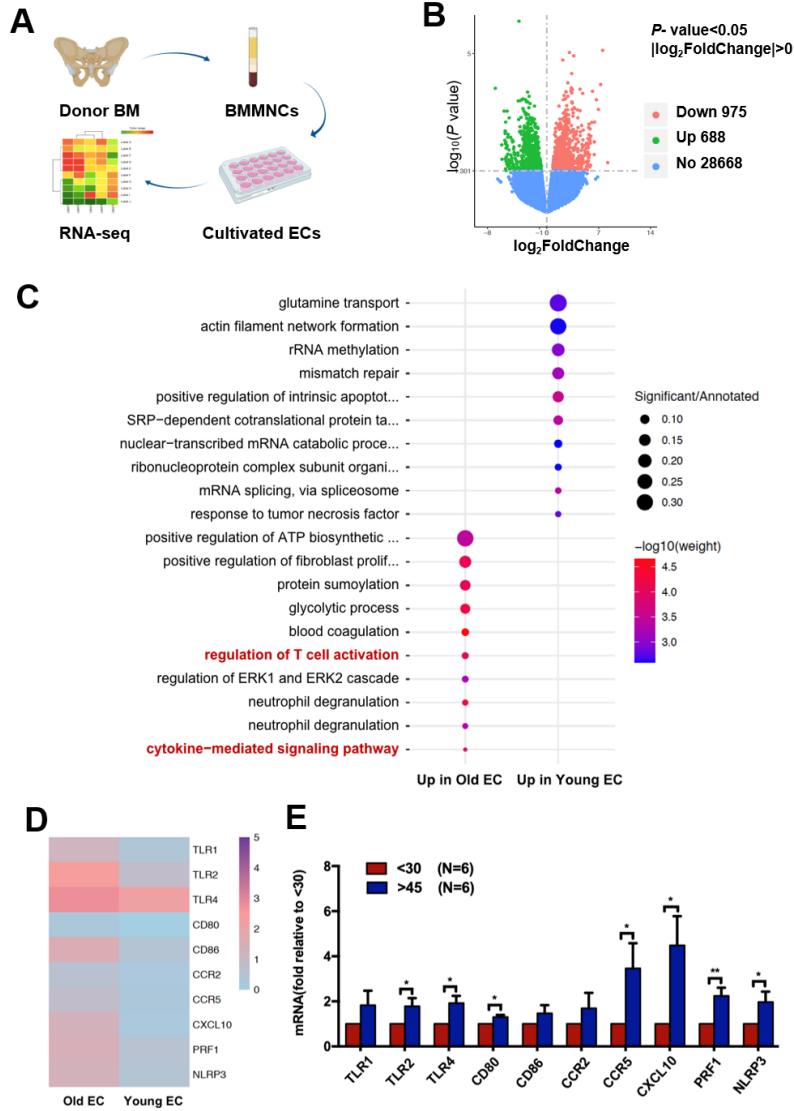 A
Donor BM
BMMNCs
RNA-seq
Cultivated ECs
B
P- value<0.05
|log2FoldChange|>0
log10(P value)
5
-8
-1
0
7
14
log2FoldChange
Down 975
Up 688
No 28668
C
glutamine transport
actin filament network formation
rRNA methylation
mismatch repair
positive regulation of intrinsic apoptot...
SRP−dependent cotranslational protein ta...
nuclear−transcribed mRNA catabolic proce...
ribonucleoprotein complex subunit organi...
mRNA splicing, via spliceosome
response to tumor necrosis factor
positive regulation of ATP biosynthetic ...
positive regulation of fibroblast prolif...
protein sumoylation
glycolytic process
blood coagulation
regulation of T cell activation
regulation of ERK1 and ERK2 cascade
neutrophil degranulation
neutrophil degranulation
cytokine−mediated signaling pathway
Up in Old EC
Up in Young EC
Significant/Annotated
0.10
0.15
0.20
0.25
0.30
−log10(weight)
4.5
4.0
3.5
3.0
D
TLR1
TLR2
TLR4
CD80
CD86
CCR2
CCR5
CXCL10
PRF1
NLRP3
Old EC
Young EC
5
4
3
2
1
0
E
<30 (N=6)
>45 (N=6)
mRNA(fold relative to <30)
8
6
4
2
0
* * * * * ** *
TLR1
TLR2
TLR4
CD80
CD86
CCR2
CCR5
CXCL10
PRF1
NLRP3